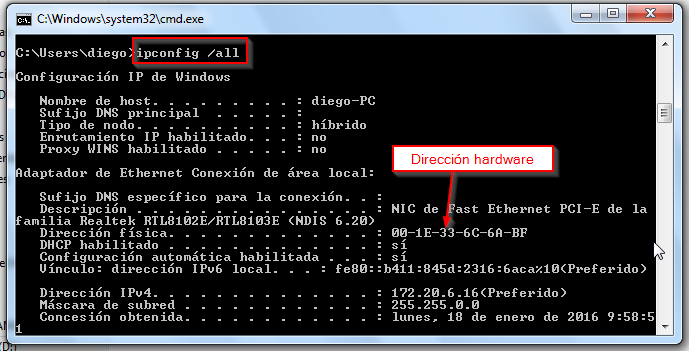 C:\Windows\system32\cmd.exe
C:\Users\diego>ipconfig /all
Configuración IP de Windows
Nombre de host. . . . . . . . . : diego-PC
Sufijo DNS principal . . . . . :
Tipo de nodo. . . . . . . . . . : híbrido
Enrutamiento IP habilitado. . . : no
Proxy WINS habilitado . . . . . : no
Dirección hardware
Adaptador de Ethernet Conexión de área local:
Sufijo DNS específico para la conexión. . :
Descripción . . . . . . . . . . . . . . . : NIC de Fast Ethernet PCI-E de la
familia Realtek RTL8102E/RTL8103E (NDIS 6.20)
Dirección física. . . . . . . . . . . . . : 00-1E-33-6C-6A-BF
DHCP habilitado . . . . . . . . . . . . . : sí
Configuración automática habilitada . . . : sí
Vínculo: dirección IPv6 local. . . : fe80::b411:845d:2316:6aca%10(Preferido)
Dirección IPv4. . . . . . . . . . . . . . : 172.20.6.16(Preferido)
Máscara de subred . . . . . . . . . . . . : 255.255.0.0
Concesión obtenida. . . . . . . . . . . . : lunes, 18 de enero de 2016 9:58:5
1
(D:)